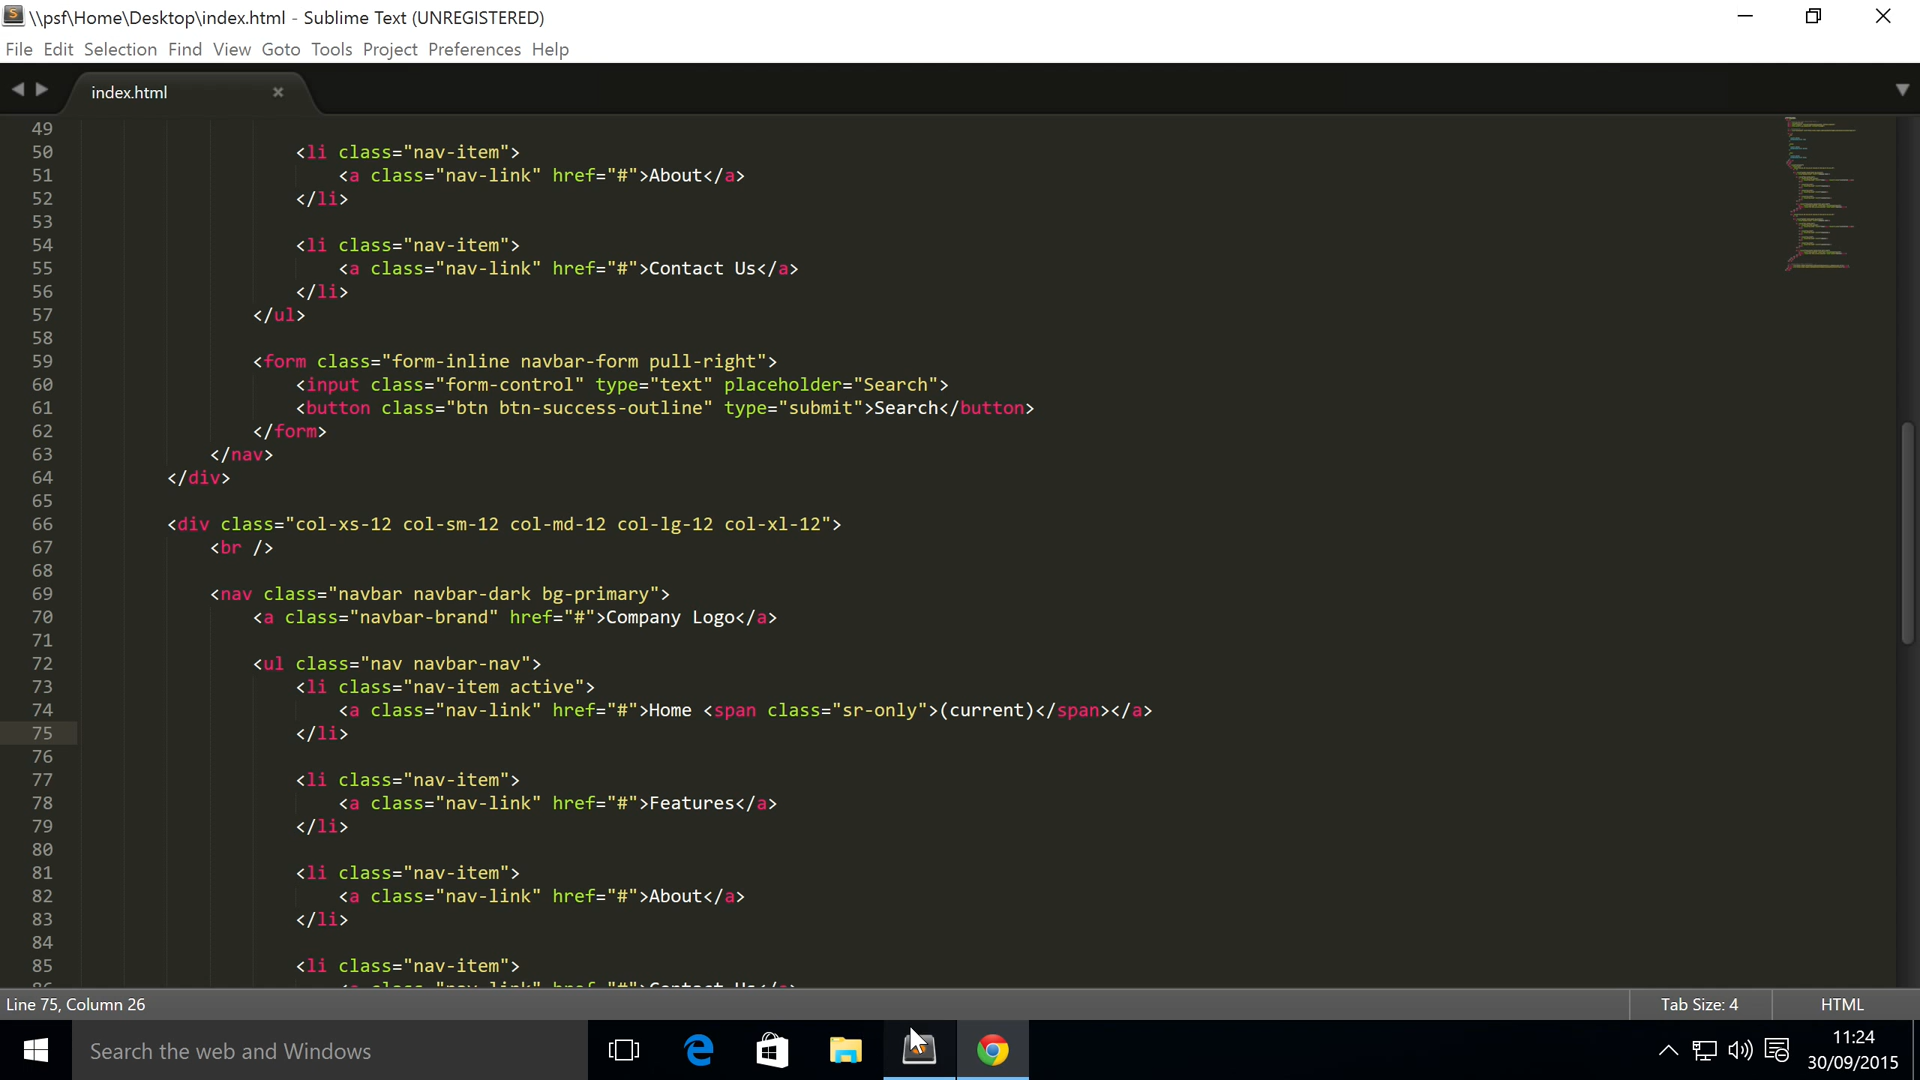 \\psf\Home\Desktop\index.html - Sublime Text (UNREGISTERED)
File Edit Selection Find View Goto Tools Project Preferences Help
index.html
49
50 <li class="nav-item">
51 <a class="nav-link" href="#">About</a>
52 </li>
53
54 <li class="nav-item">
55 <a class="nav-link" href="#">Contact Us</a>
56 </li>
57 </ul>
58
59 <form class="form-inline navbar-form pull-right">
60 <input class="form-control" type="text" placeholder="Search">
61 <button class="btn btn-success-outline" type="submit">Search</button>
62 </form>
63 </nav>
64 </div>
65
66 <div class="col-xs-12 col-sm-12 col-md-12 col-lg-12 col-xl-12">
67 <br />
68
69 <nav class="navbar navbar-dark bg-primary">
70 <a class="navbar-brand" href="#">Company Logo</a>
71
72 <ul class="nav navbar-nav">
73 <li class="nav-item active">
74 <a class="nav-link" href="#">Home <span class="sr-only">(current)</span></a>
75 </li>
76
77 <li class="nav-item">
78 <a class="nav-link" href="#">Features</a>
79 </li>
80
81 <li class="nav-item">
82 <a class="nav-link" href="#">About</a>
83 </li>
84
85 <li class="nav-item">
86 <a class="nav-link" href="#">Contact Us</a>
Line 75, Column 26
Tab Size: 4
HTML
Search the web and Windows
11:24
30/09/2015